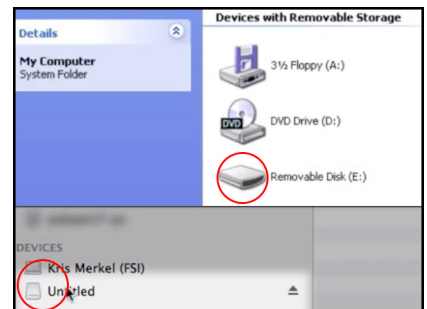 Devices with Removable Storage
Details
My Computer
System Folder
3½ Floppy (A:)
DVD
DVD Drive (D:)
Removable Disk (E:)
DEVICES
Kris Merkel (FSI)
Untitled